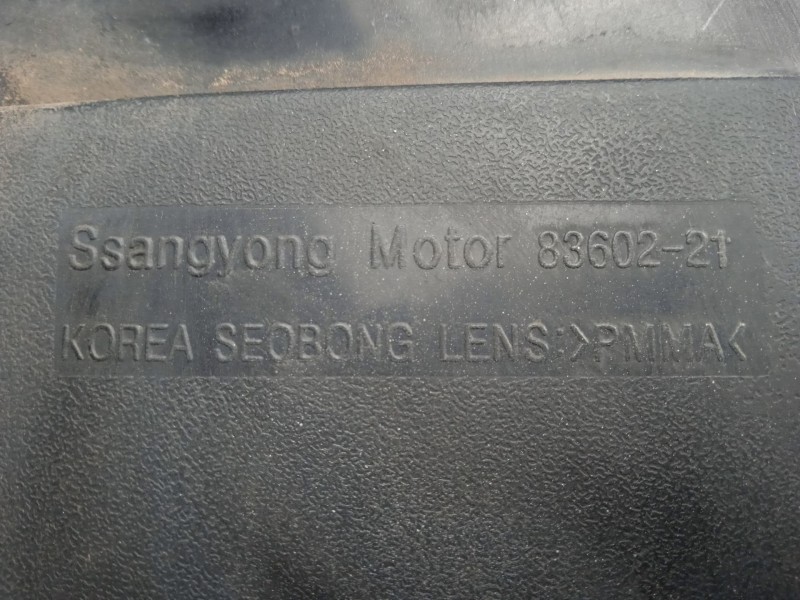 Ssangyong Motor 83602-21
KOREA SEOBONG LENS:>PMMA<